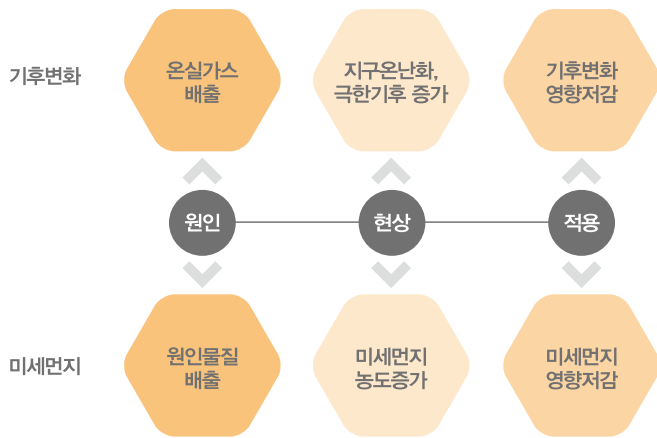 기후변화
온실가스
배출
지구온난화,
극한기후 증가
기후변화
영향저감
원인
현상
적용
미세먼지
원인물질
배출
미세먼지
농도증가
미세먼지
영향저감